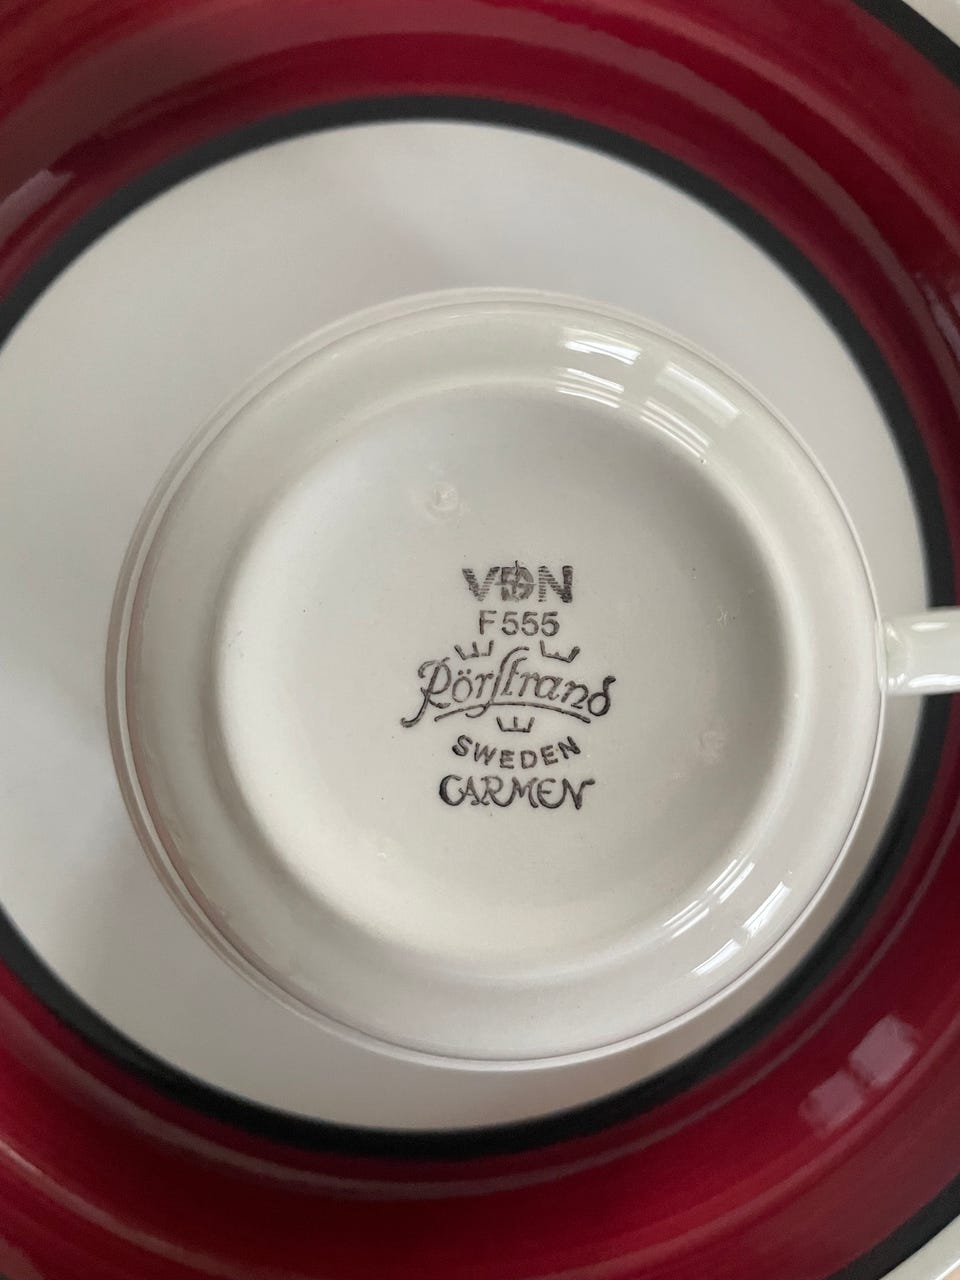 VDN
F555
Rörstrand
SWEDEN
CARMEN